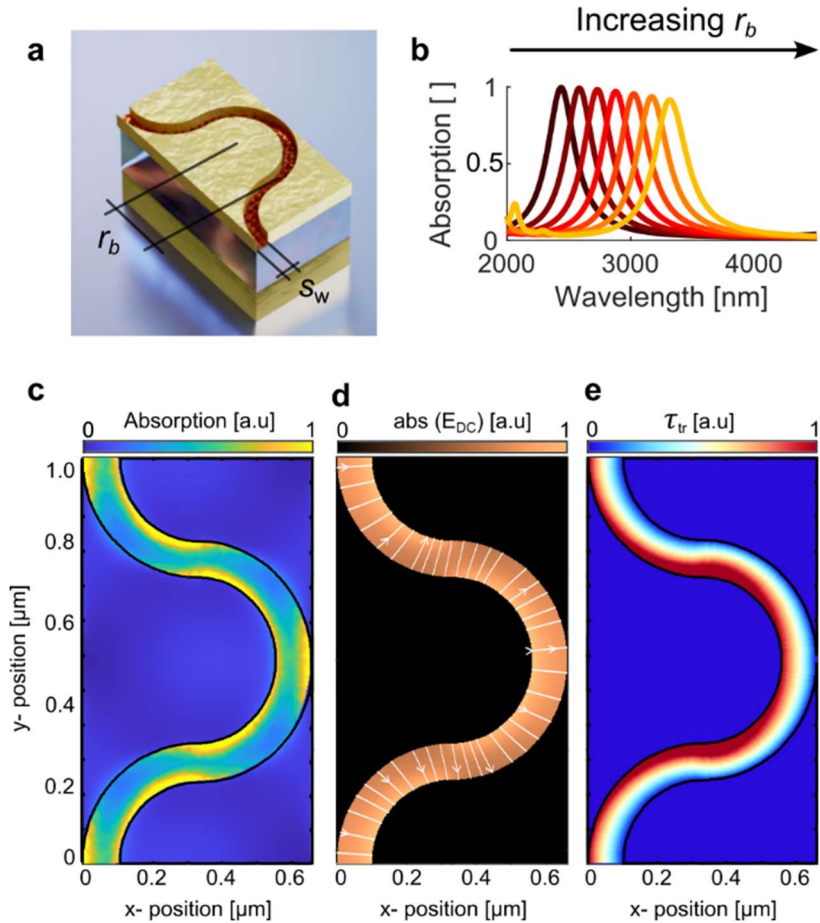 a
r_b
s_w
b
Increasing r_b
Absorption [ ]
1
0.5
0
2000 3000 4000
Wavelength [nm]
c
0 Absorption [a.u] 1
y- position [µm]
1.0
0.8
0.6
0.4
0.2
0
0 0.2 0.4 0.6
x- position [µm]
d
0 abs (E_DC) [a.u] 1
0 0.2 0.4 0.6
x- position [µm]
e
0 τ_tr [a.u] 1
0 0.2 0.4 0.6
x- position [µm]